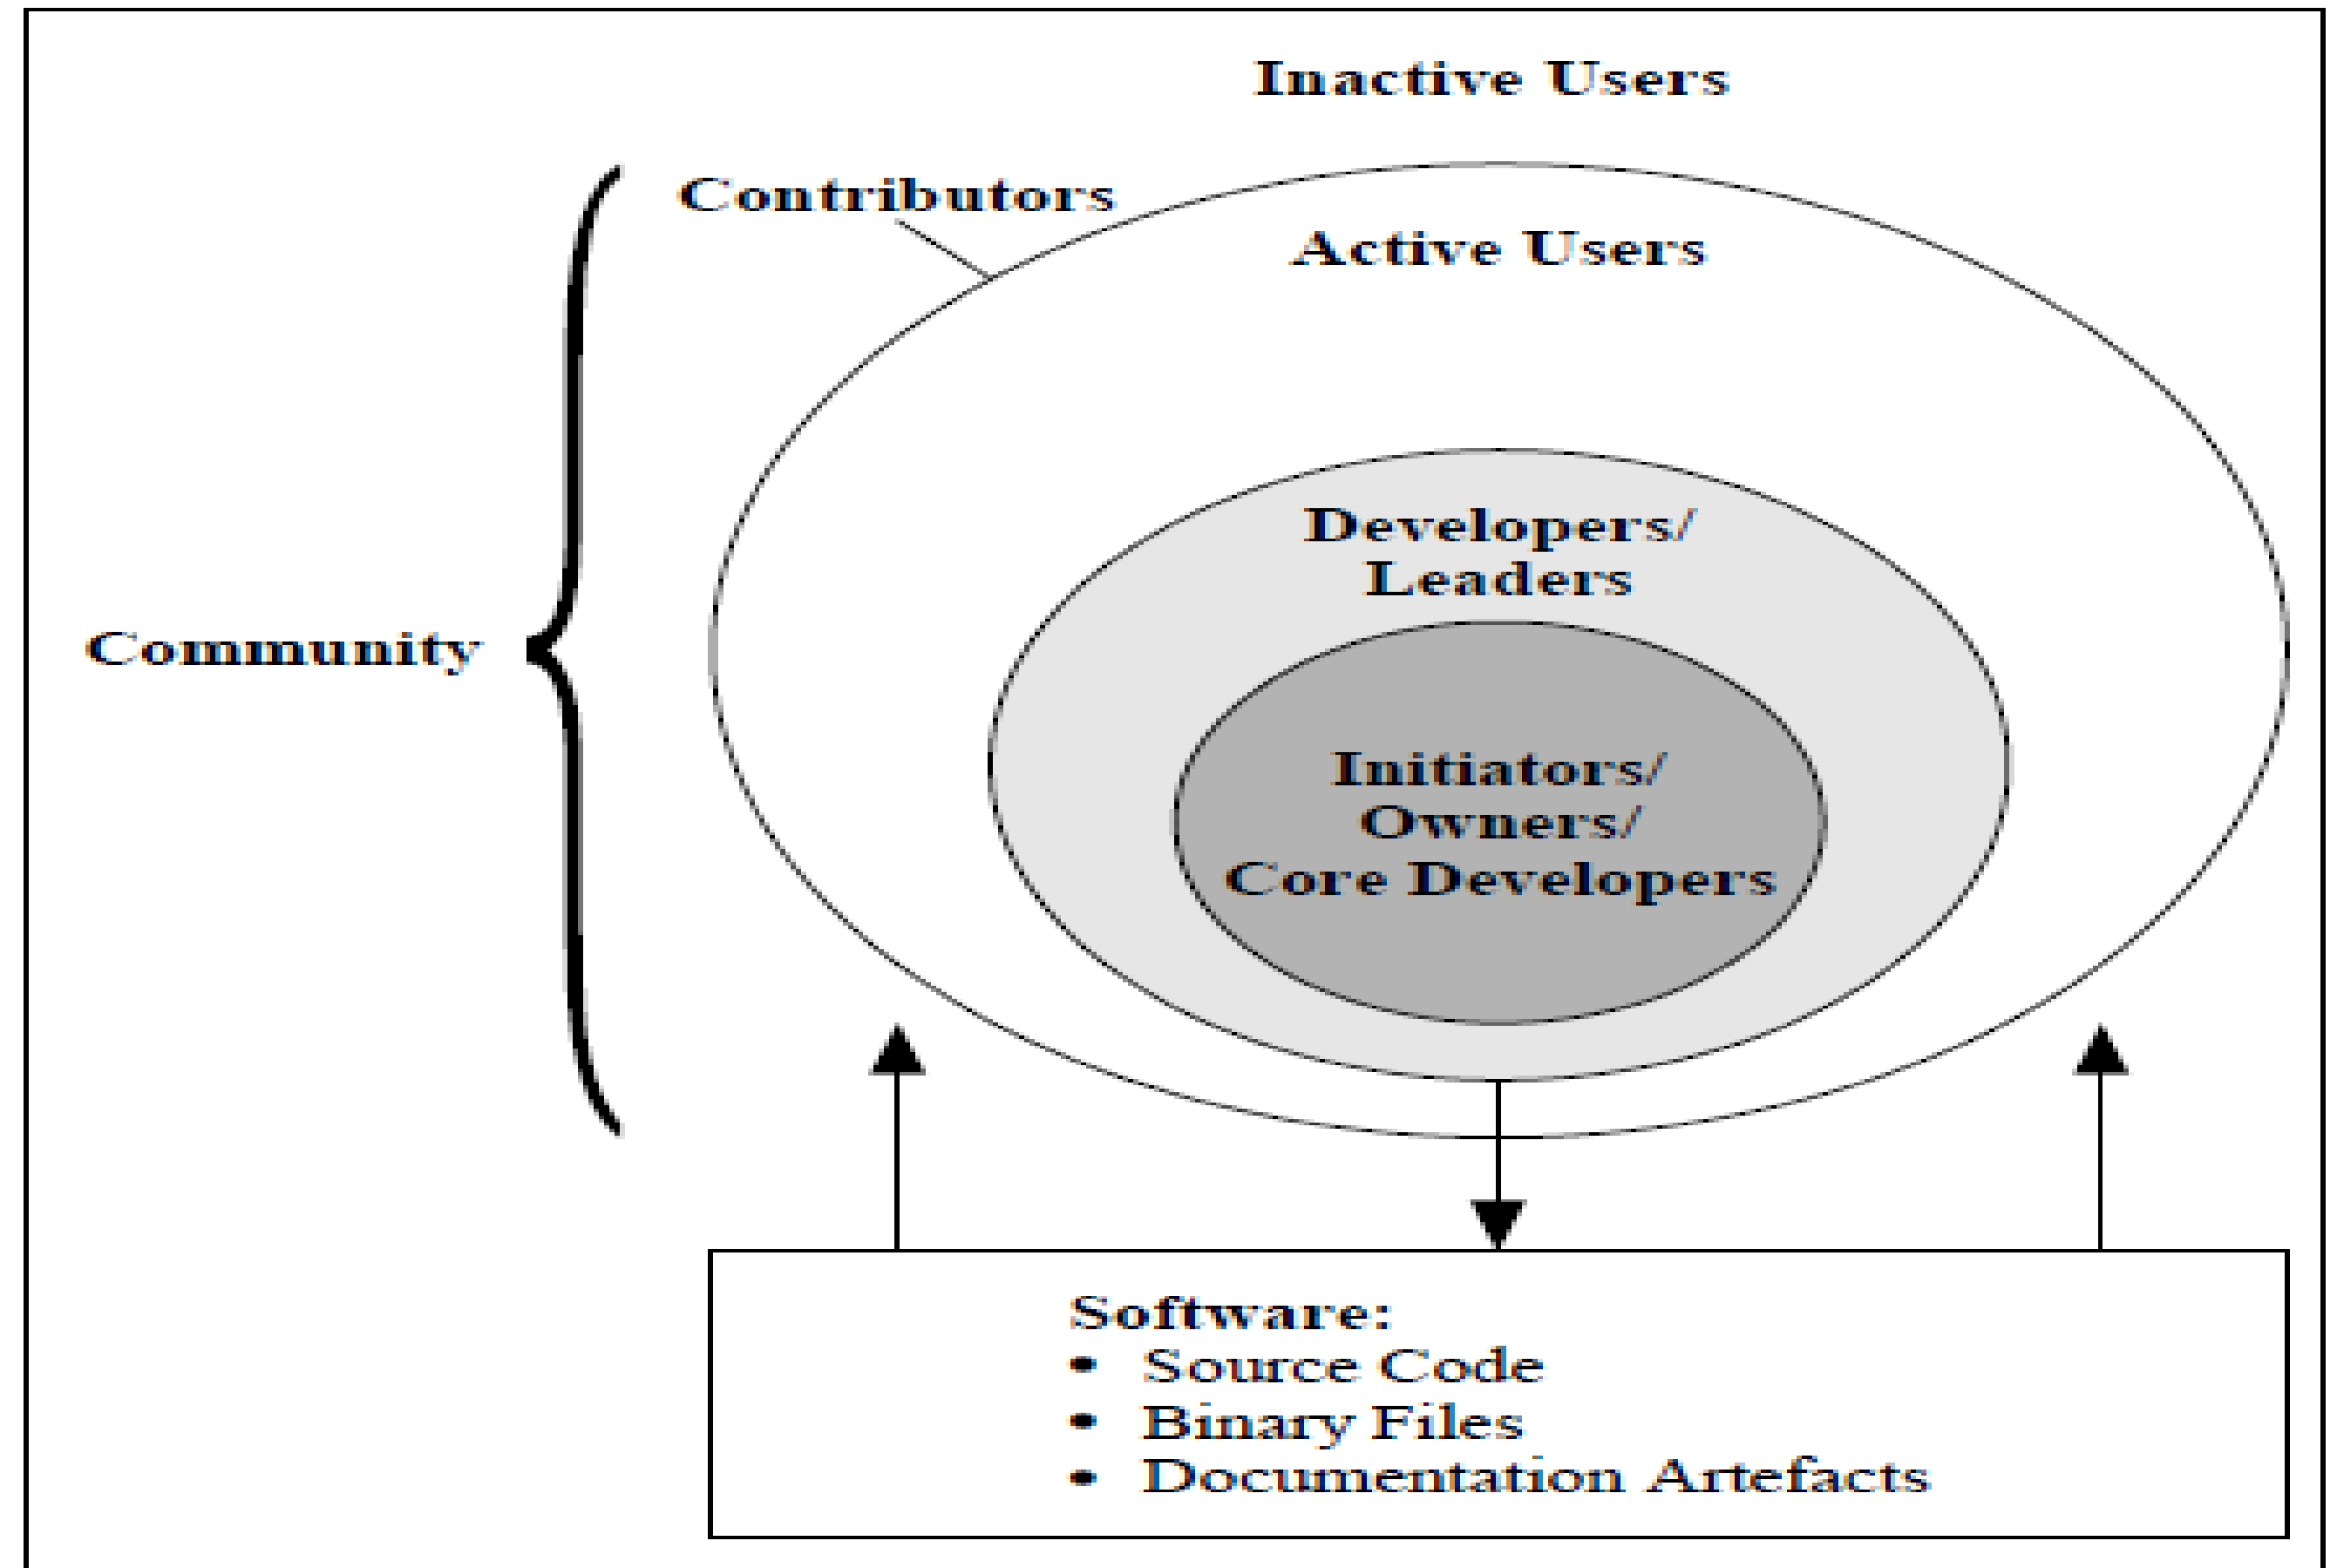 Inactive Users
Contributors
Active Users
Developers/
Leaders
Community
Initiators/
Owners/
Core Developers
Software:
• Source Code
• Binary Files
• Documentation Artefacts